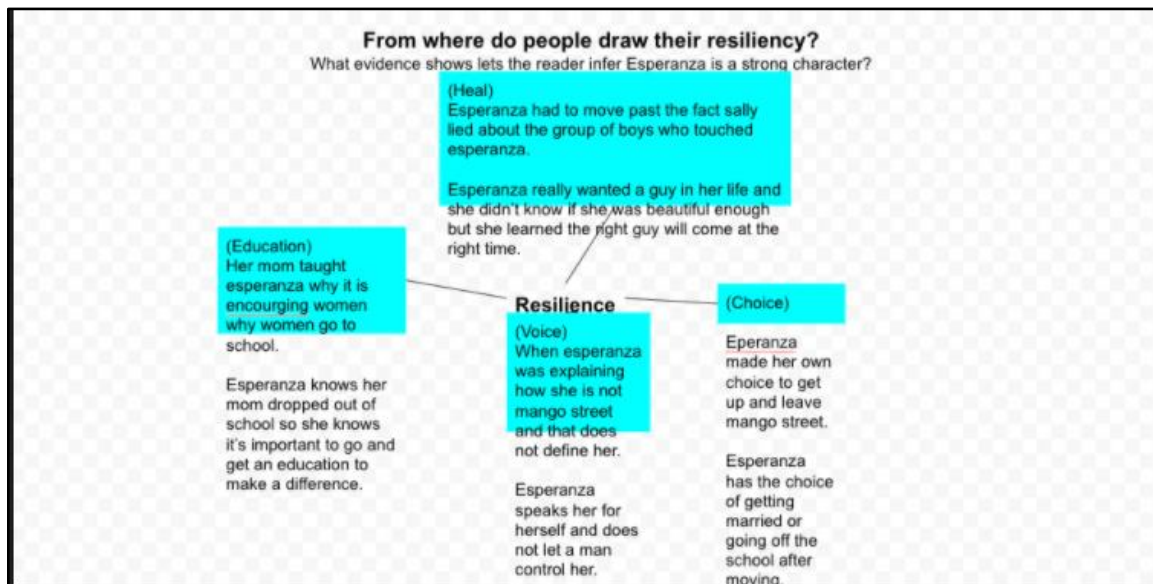 From where do people draw their resiliency?
What evidence shows lets the reader infer Esperanza is a strong character?
(Heal)
Esperanza had to move past the fact sally
lied about the group of boys who touched
esperanza.
Esperanza really wanted a guy in her life and
she didn't know if she was beautiful enough
but she learned the right guy will come at the
right time.
(Education)
Her mom taught
esperanza why it is
encourging women
why women go to
school.
Esperanza knows her
mom dropped out of
school so she knows
it's important to go and
get an education to
make a difference.
Resilience
(Voice)
When esperanza
was explaining
how she is not
mango street
and that does
not define her.
Esperanza
speaks her for
herself and does
not let a man
control her.
(Choice)
Eperanza
made her own
choice to get
up and leave
mango street.
Esperanza
has the choice
of getting
married or
going off the
school after
moving.